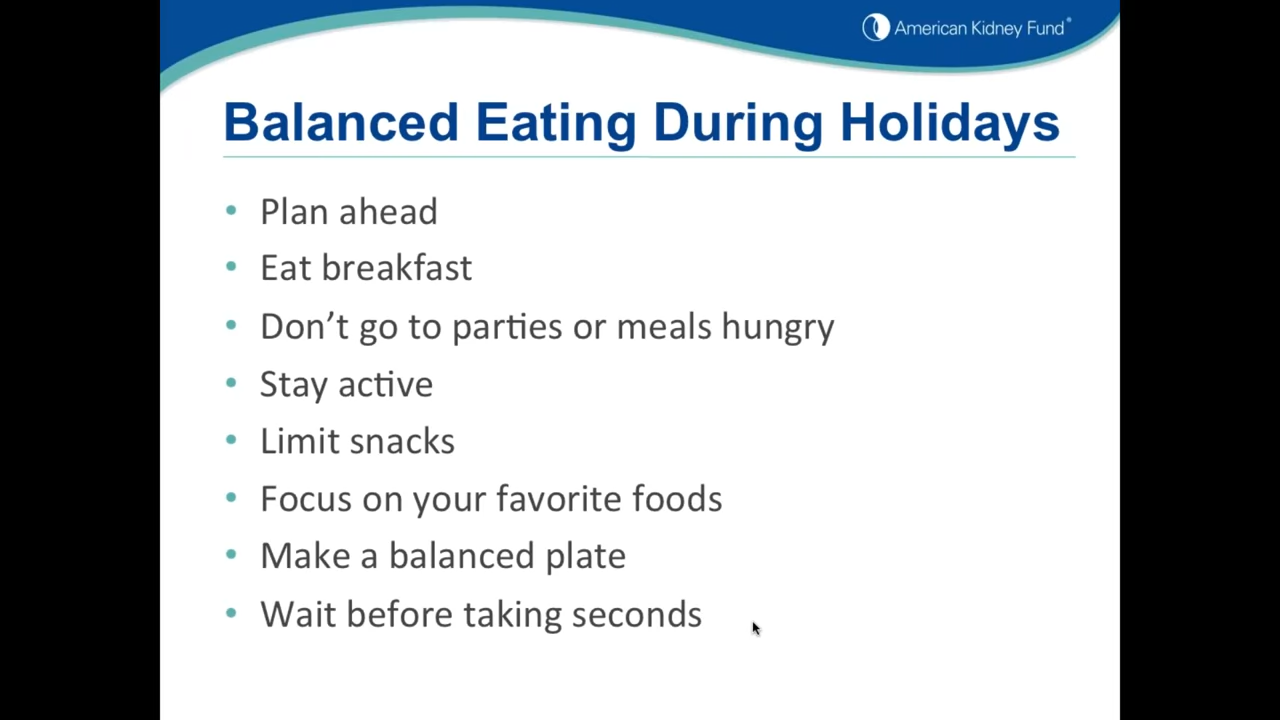 American Kidney Fund®
Balanced Eating During Holidays
• Plan ahead
• Eat breakfast
• Don’t go to parties or meals hungry
• Stay active
• Limit snacks
• Focus on your favorite foods
• Make a balanced plate
• Wait before taking seconds